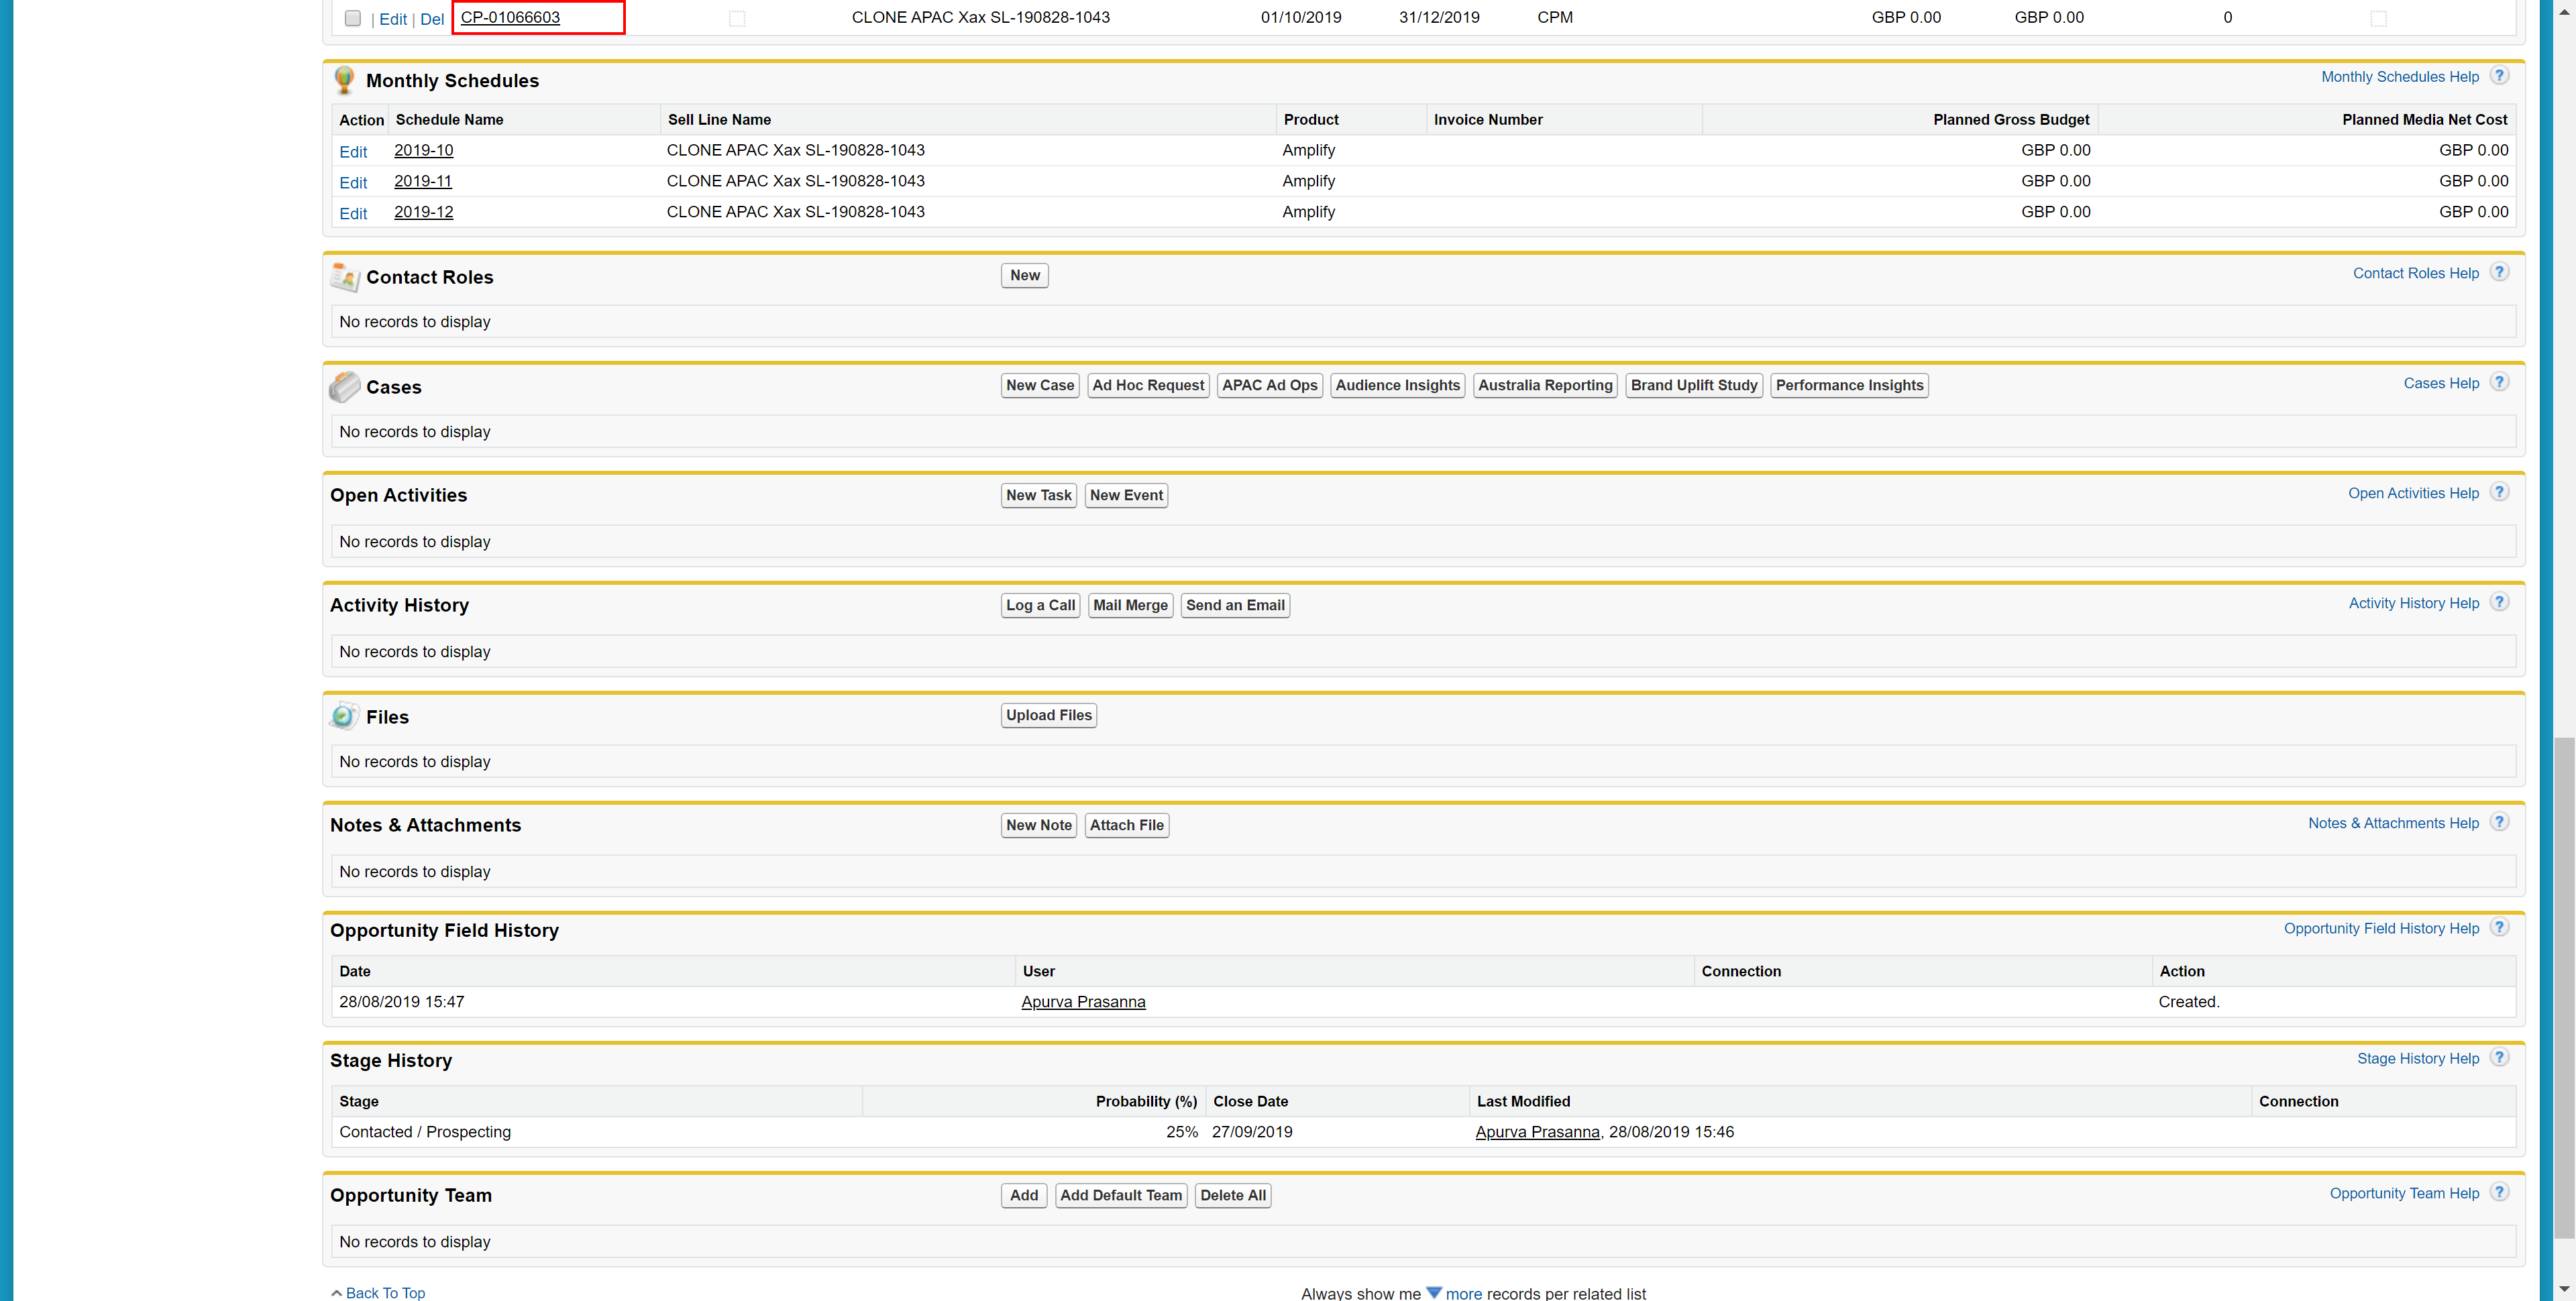 | Edit | Del CP-01066603 CLONE APAC Xax SL-190828-1043 01/10/2019 31/12/2019 CPM GBP 0.00 GBP 0.00 0
Monthly Schedules Monthly Schedules Help ?
Action Schedule Name Sell Line Name Product Invoice Number Planned Gross Budget Planned Media Net Cost
Edit 2019-10 CLONE APAC Xax SL-190828-1043 Amplify GBP 0.00 GBP 0.00
Edit 2019-11 CLONE APAC Xax SL-190828-1043 Amplify GBP 0.00 GBP 0.00
Edit 2019-12 CLONE APAC Xax SL-190828-1043 Amplify GBP 0.00 GBP 0.00
Contact Roles New Contact Roles Help ?
No records to display
Cases New Case Ad Hoc Request APAC Ad Ops Audience Insights Australia Reporting Brand Uplift Study Performance Insights Cases Help ?
No records to display
Open Activities New Task New Event Open Activities Help ?
No records to display
Activity History Log a Call Mail Merge Send an Email Activity History Help ?
No records to display
Files Upload Files
No records to display
Notes & Attachments New Note Attach File Notes & Attachments Help ?
No records to display
Opportunity Field History Opportunity Field History Help ?
Date User Connection Action
28/08/2019 15:47 Apurva Prasanna Created.
Stage History Stage History Help ?
Stage Probability (%) Close Date Last Modified Connection
Contacted / Prospecting 25% 27/09/2019 Apurva Prasanna, 28/08/2019 15:46
Opportunity Team Add Add Default Team Delete All Opportunity Team Help ?
No records to display
Back To Top Always show me more records per related list